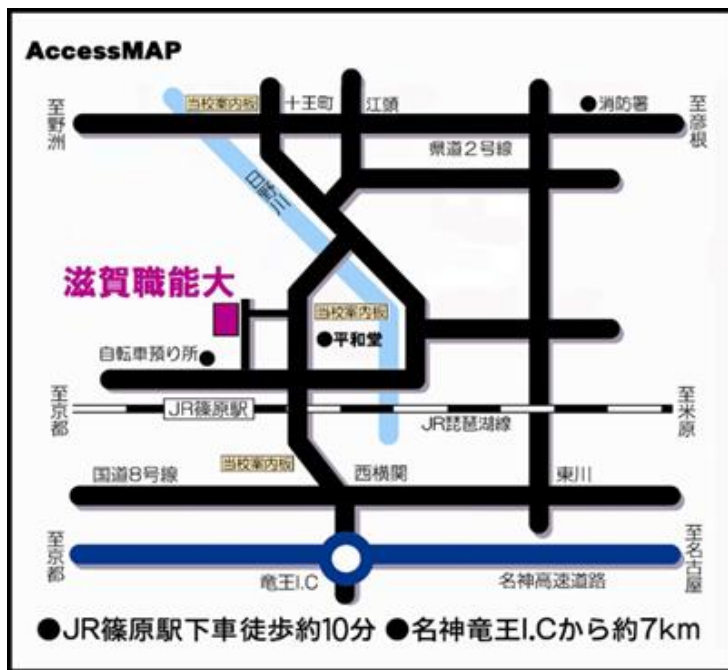 AccessMAP
至野洲
当校案内板
十王町
江頭
消防署
至彦根
県道2号線
日野川
滋賀職能大
当校案内板
平和堂
自転車預り所
至京都
JR篠原駅
JR琵琶湖線
至米原
当校案内板
国道8号線
西横関
東川
至京都
竜王I.C
名神高速道路
至名古屋
●JR篠原駅下車徒歩約10分 ●名神竜王I.Cから約7km